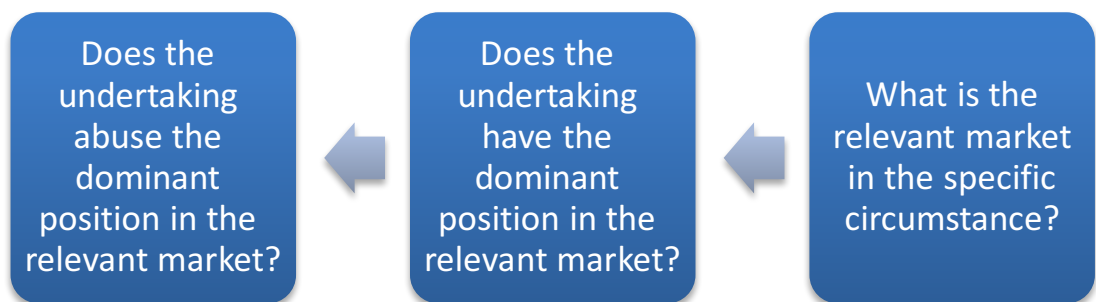 Does the
undertaking
abuse the
dominant
position in the
relevant market?
Does the
undertaking
have the
dominant
position in the
relevant market?
What is the
relevant market
in the specific
circumstance?